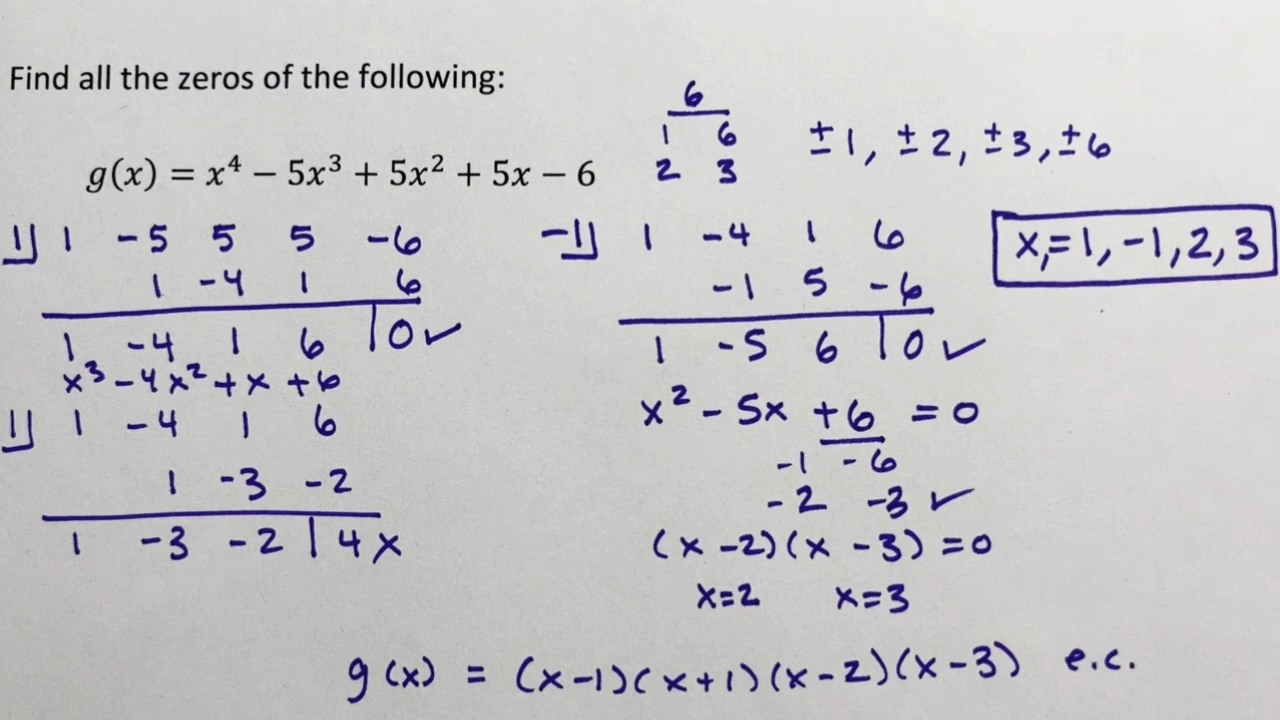 Find all the zeros of the following:
g(x) = x⁴ − 5x³ + 5x² + 5x − 6
6
1 6
2 3
±1, ±2, ±3, ±6
1⌋ 1 -5 5 5 -6
1 -4 1 6
1 -4 1 6 | 0 ✓
x³ - 4x² + x + 6
1⌋ 1 -4 1 6
1 -3 -2
1 -3 -2 | 4 x
-1⌋ 1 -4 1 6
-1 5 -6
1 -5 6 | 0 ✓
x² - 5x + 6 = 0
-1 -6
-2 -3 ✓
(x - 2)(x - 3) = 0
x=2 x=3
x,= 1, -1, 2, 3
g(x) = (x-1)(x+1)(x-2)(x-3) e.c.